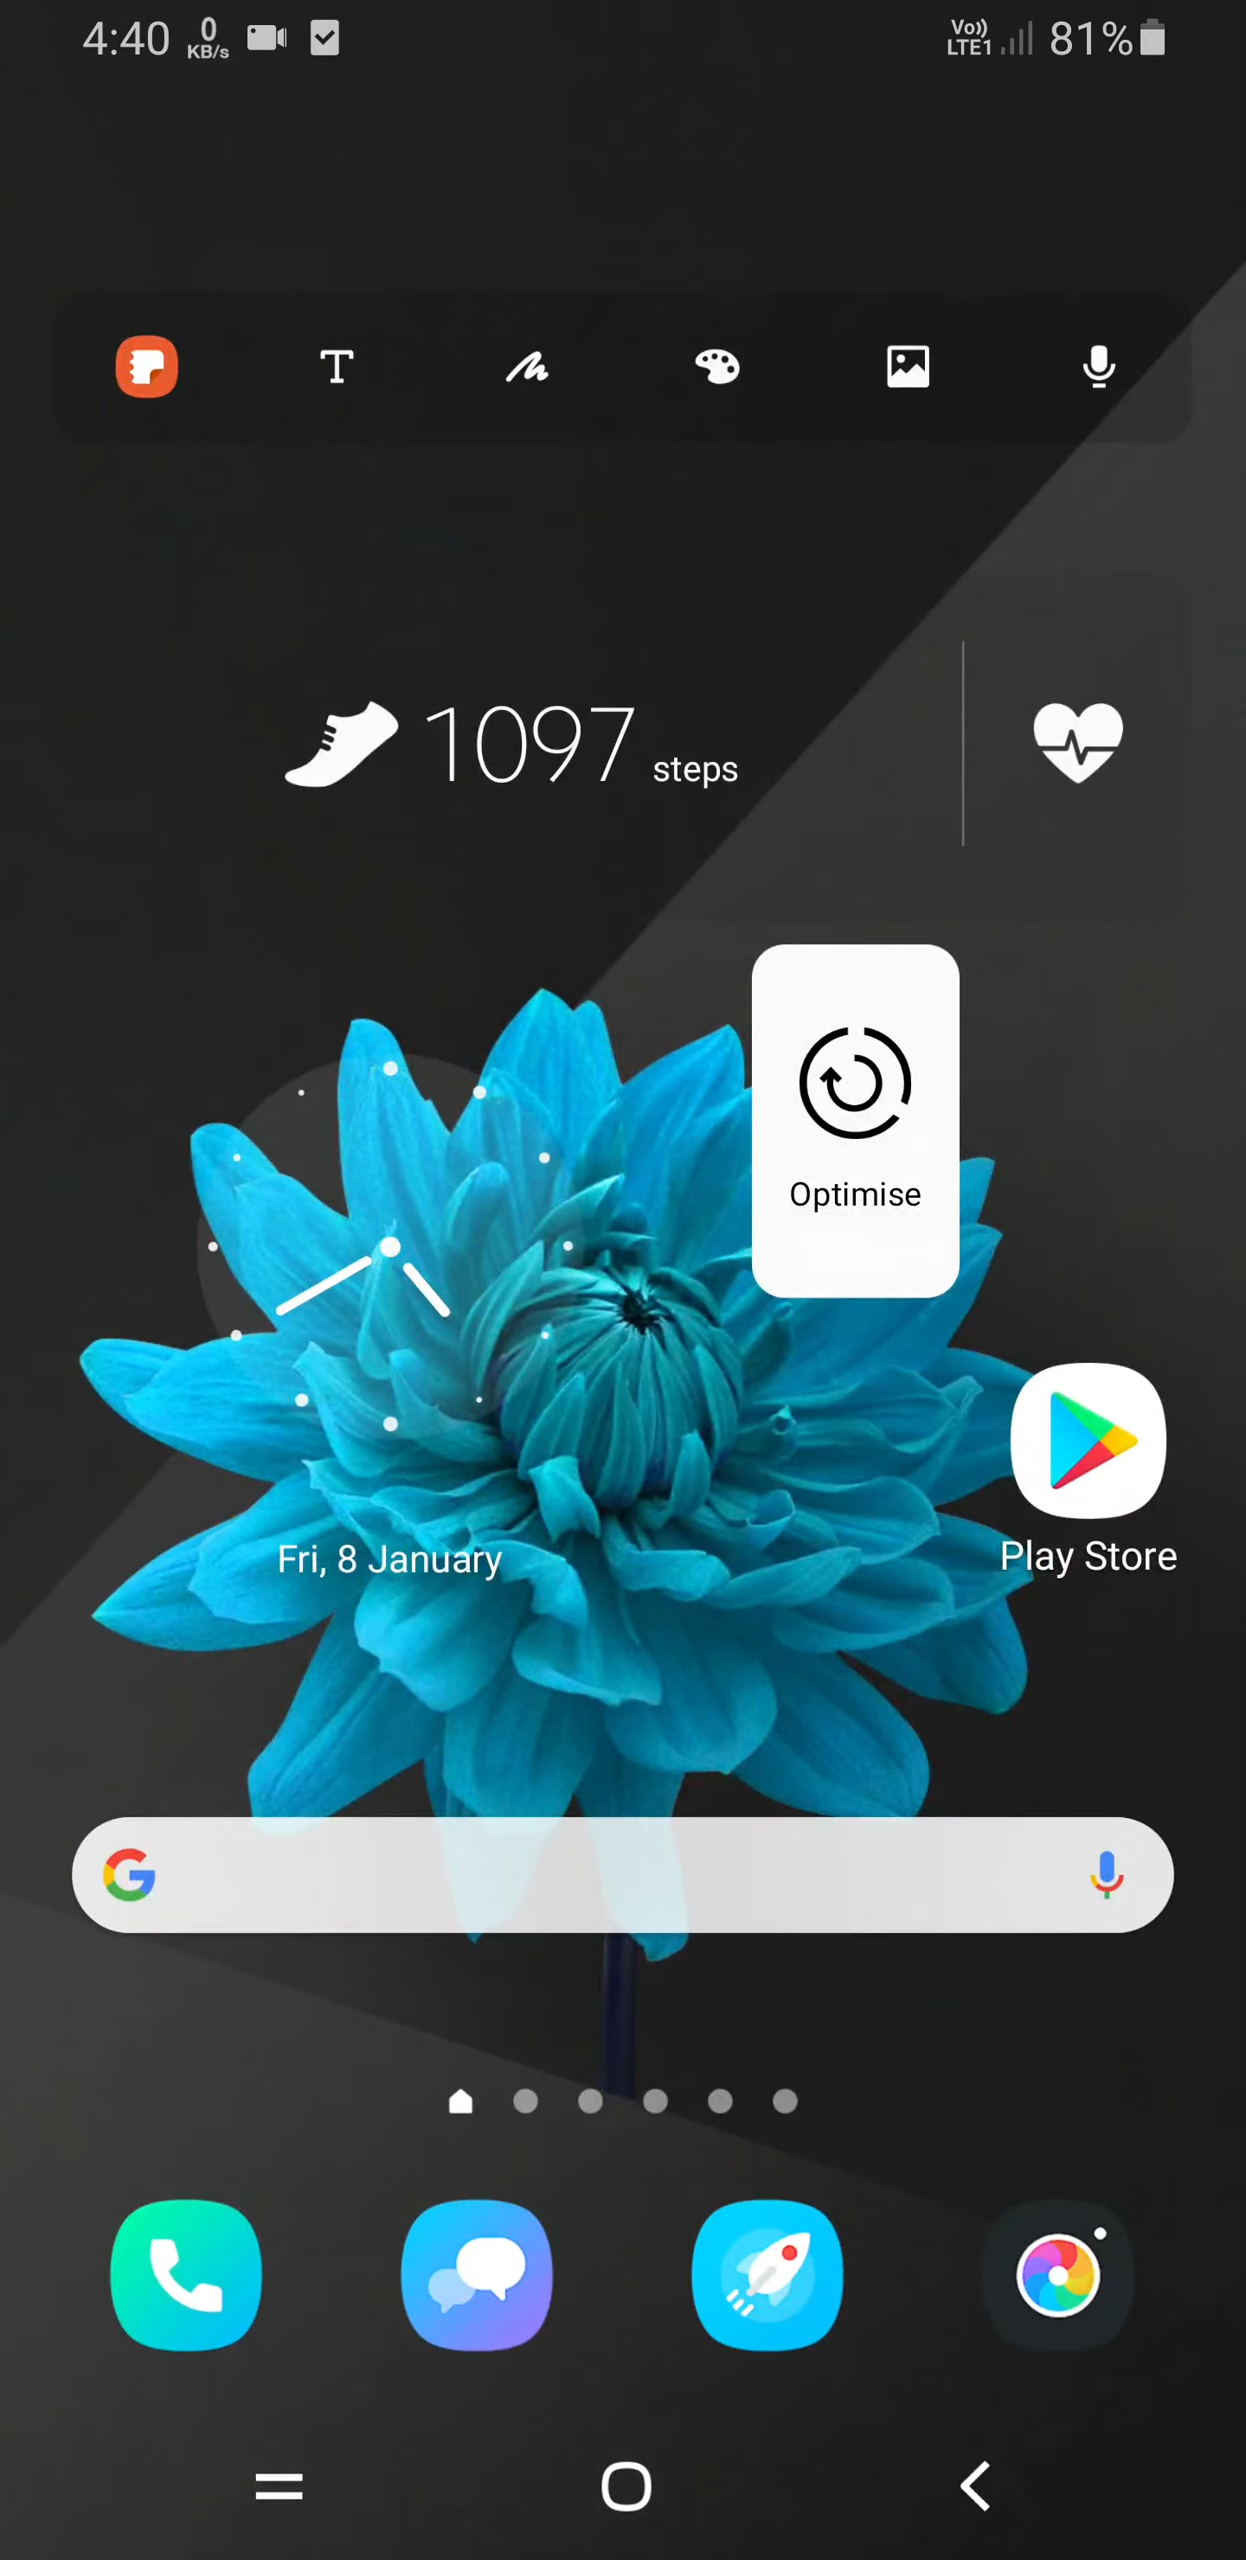 4:40 0 KB/s Vo)) LTE1 81%
T
1097 steps
Optimise
Fri, 8 January
Play Store
G